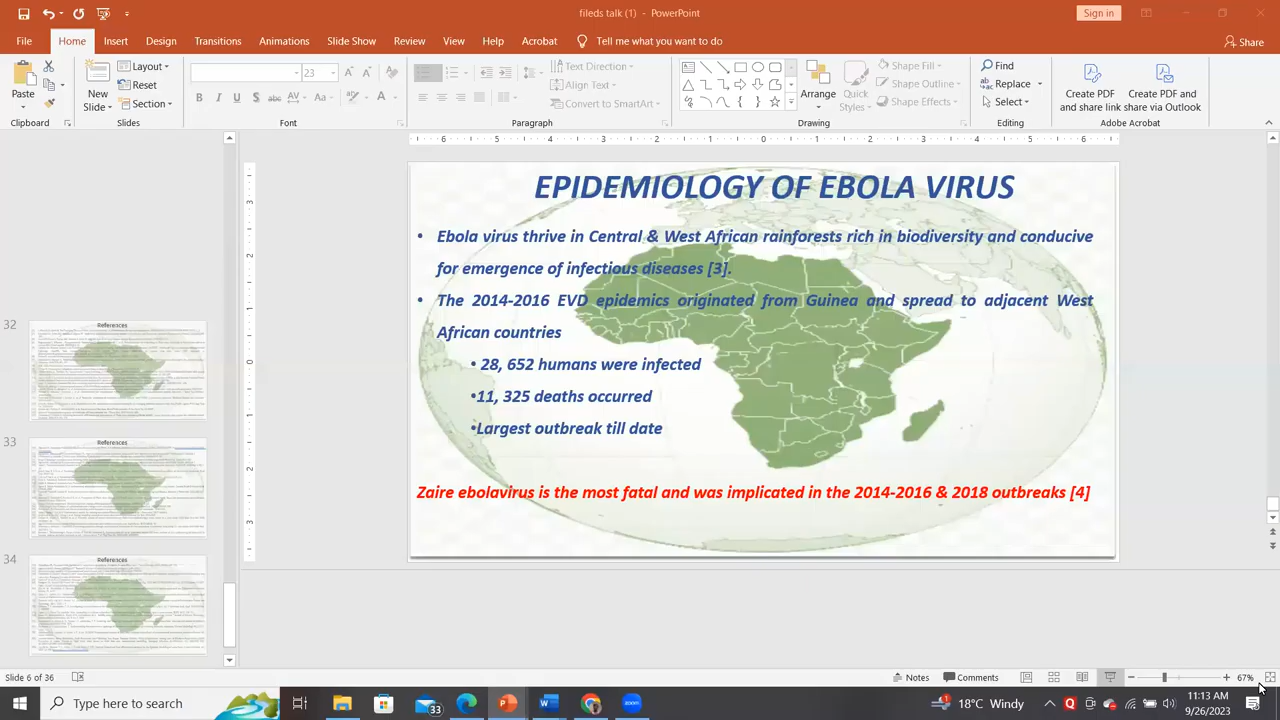 fileds talk (1) - PowerPoint
Sign in
File Home Insert Design Transitions Animations Slide Show Review View Help Acrobat Tell me what you want to do Share
Paste
Clipboard
New Slide
Layout
Reset
Section
Slides
23
Font
Text Direction
Align Text
Convert to SmartArt
Paragraph
Arrange
Quick Styles
Shape Fill
Shape Outline
Shape Effects
Drawing
Find
Replace
Select
Editing
Create PDF and share link
Create PDF and share via Outlook
Adobe Acrobat
32
References
33
References
34
References
EPIDEMIOLOGY OF EBOLA VIRUS
• Ebola virus thrive in Central & West African rainforests rich in biodiversity and conducive
for emergence of infectious diseases [3].
• The 2014-2016 EVD epidemics originated from Guinea and spread to adjacent West
African countries
•28, 652 humans were infected
•11, 325 deaths occurred
•Largest outbreak till date
Zaire ebolavirus is the most fatal and was implicated in the 2014-2016 & 2018 outbreaks [4]
Slide 6 of 36
Notes
Comments
67%
Type here to search
33
zoom
18°C Windy
11:13 AM
9/26/2023